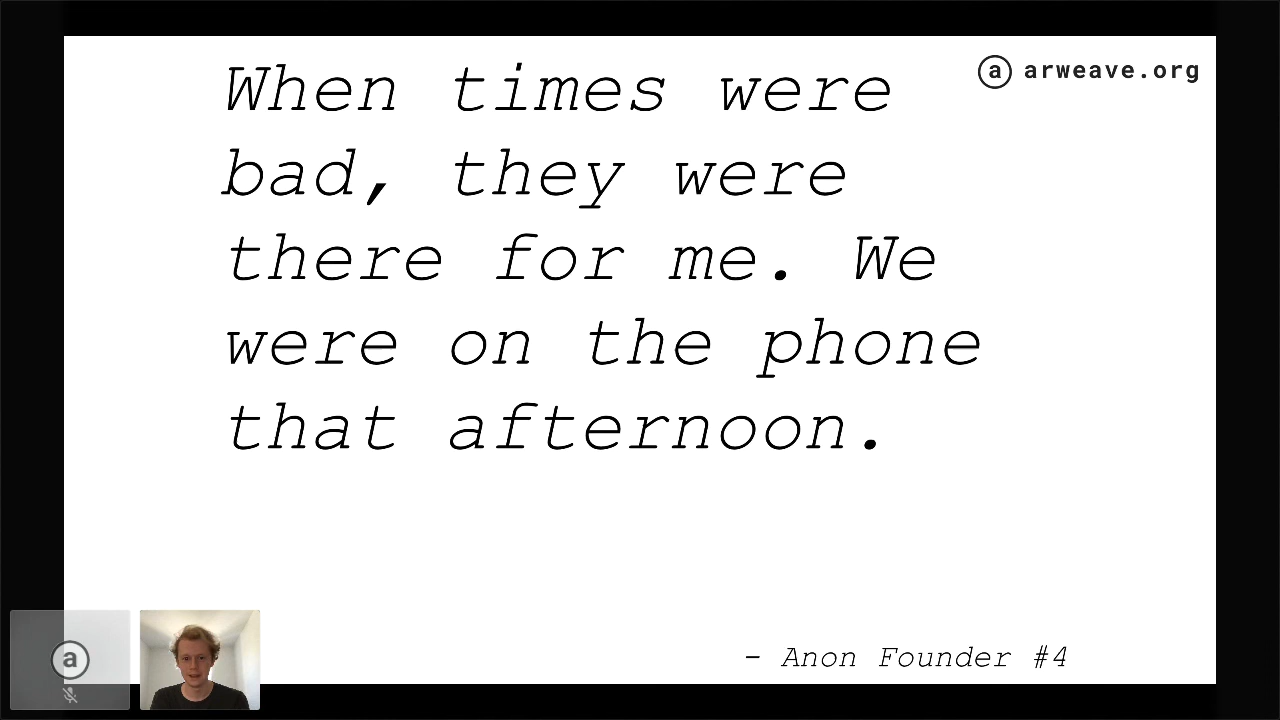 When times were
bad, they were
there for me. We
were on the phone
that afternoon.
a arweave.org
- Anon Founder #4
a